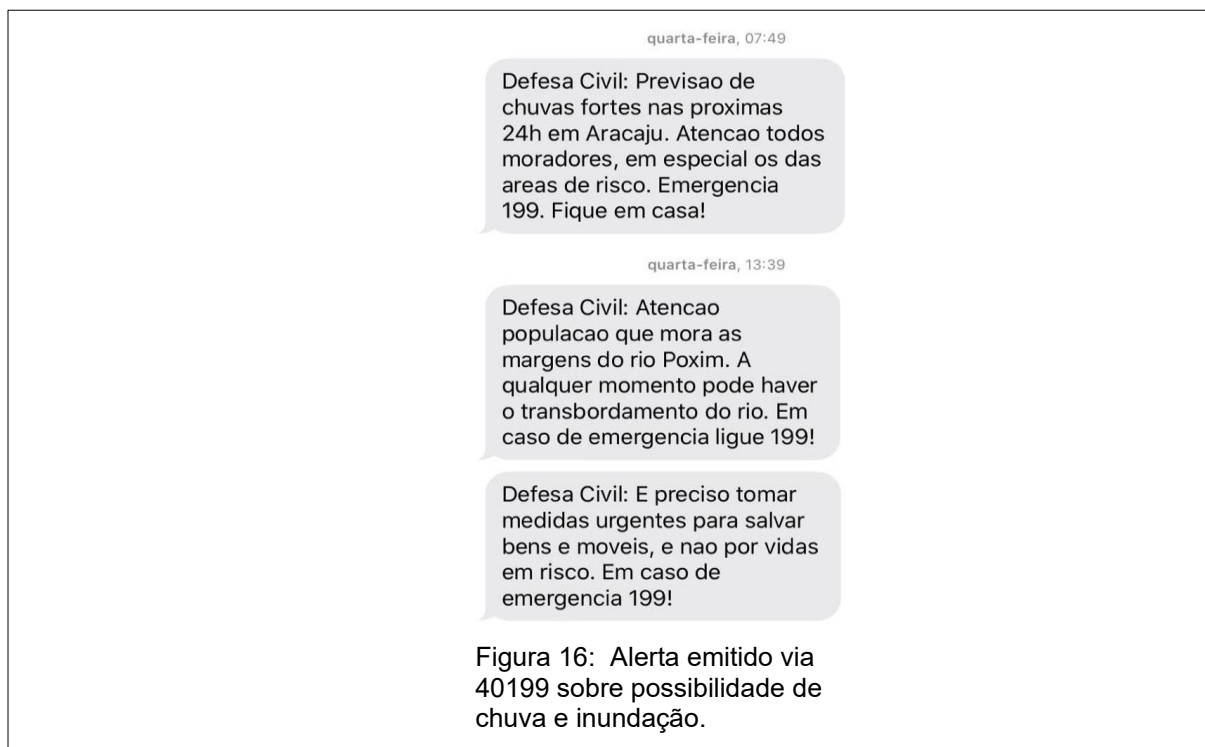 quarta-feira, 07:49
Defesa Civil: Previsao de
chuvas fortes nas proximas
24h em Aracaju. Atencao todos
moradores, em especial os das
areas de risco. Emergencia
199. Fique em casa!
quarta-feira, 13:39
Defesa Civil: Atencao
populacao que mora as
margens do rio Poxim. A
qualquer momento pode haver
o transbordamento do rio. Em
caso de emergencia ligue 199!
Defesa Civil: E preciso tomar
medidas urgentes para salvar
bens e moveis, e nao por vidas
em risco. Em caso de
emergencia 199!
Figura 16: Alerta emitido via
40199 sobre possibilidade de
chuva e inundação.